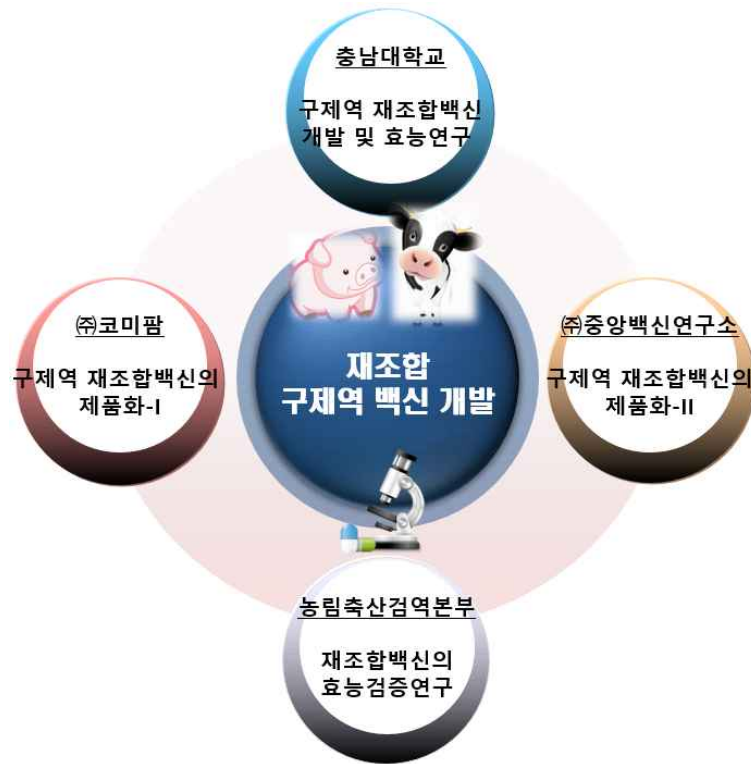 충남대학교
구제역 재조합백신
개발 및 효능연구
㈜코미팜
구제역 재조합백신의
제품화-I
재조합
구제역 백신 개발
㈜중앙백신연구소
구제역 재조합백신의
제품화-II
농림축산검역본부
재조합백신의
효능검증연구